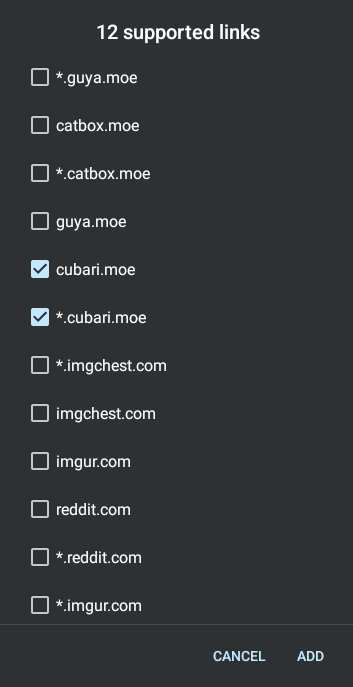 12 supported links
*.guya.moe
catbox.moe
*.catbox.moe
guya.moe
cubari.moe
*.cubari.moe
*.imgchest.com
imgchest.com
imgur.com
reddit.com
*.reddit.com
*.imgur.com
CANCEL ADD